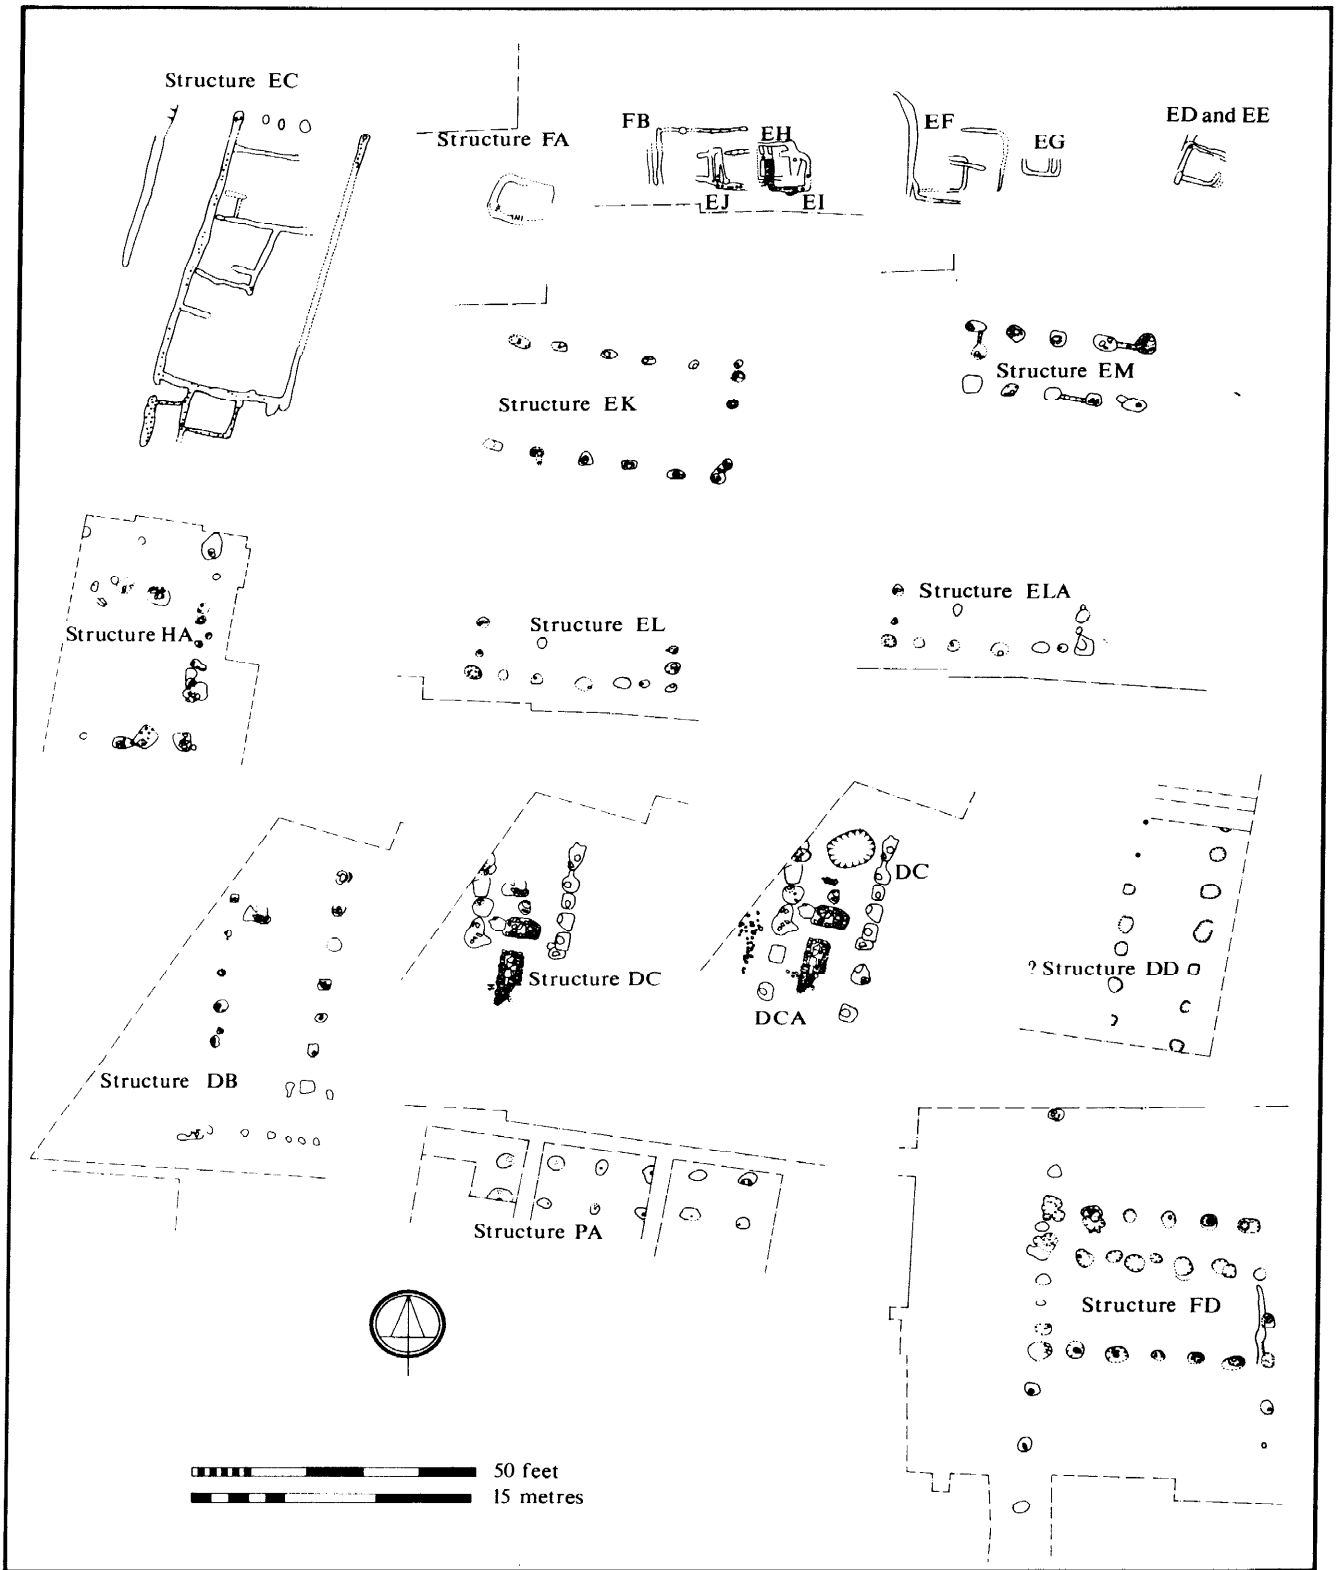 Structure EC
Structure FA
FB
EH
EJ
EI
EF
EG
ED and EE
Structure EK
Structure EM
Structure HA
Structure EL
Structure ELA
Structure DB
Structure DC
DC
DCA
? Structure DD
Structure PA
Structure FD
50 feet
15 metres